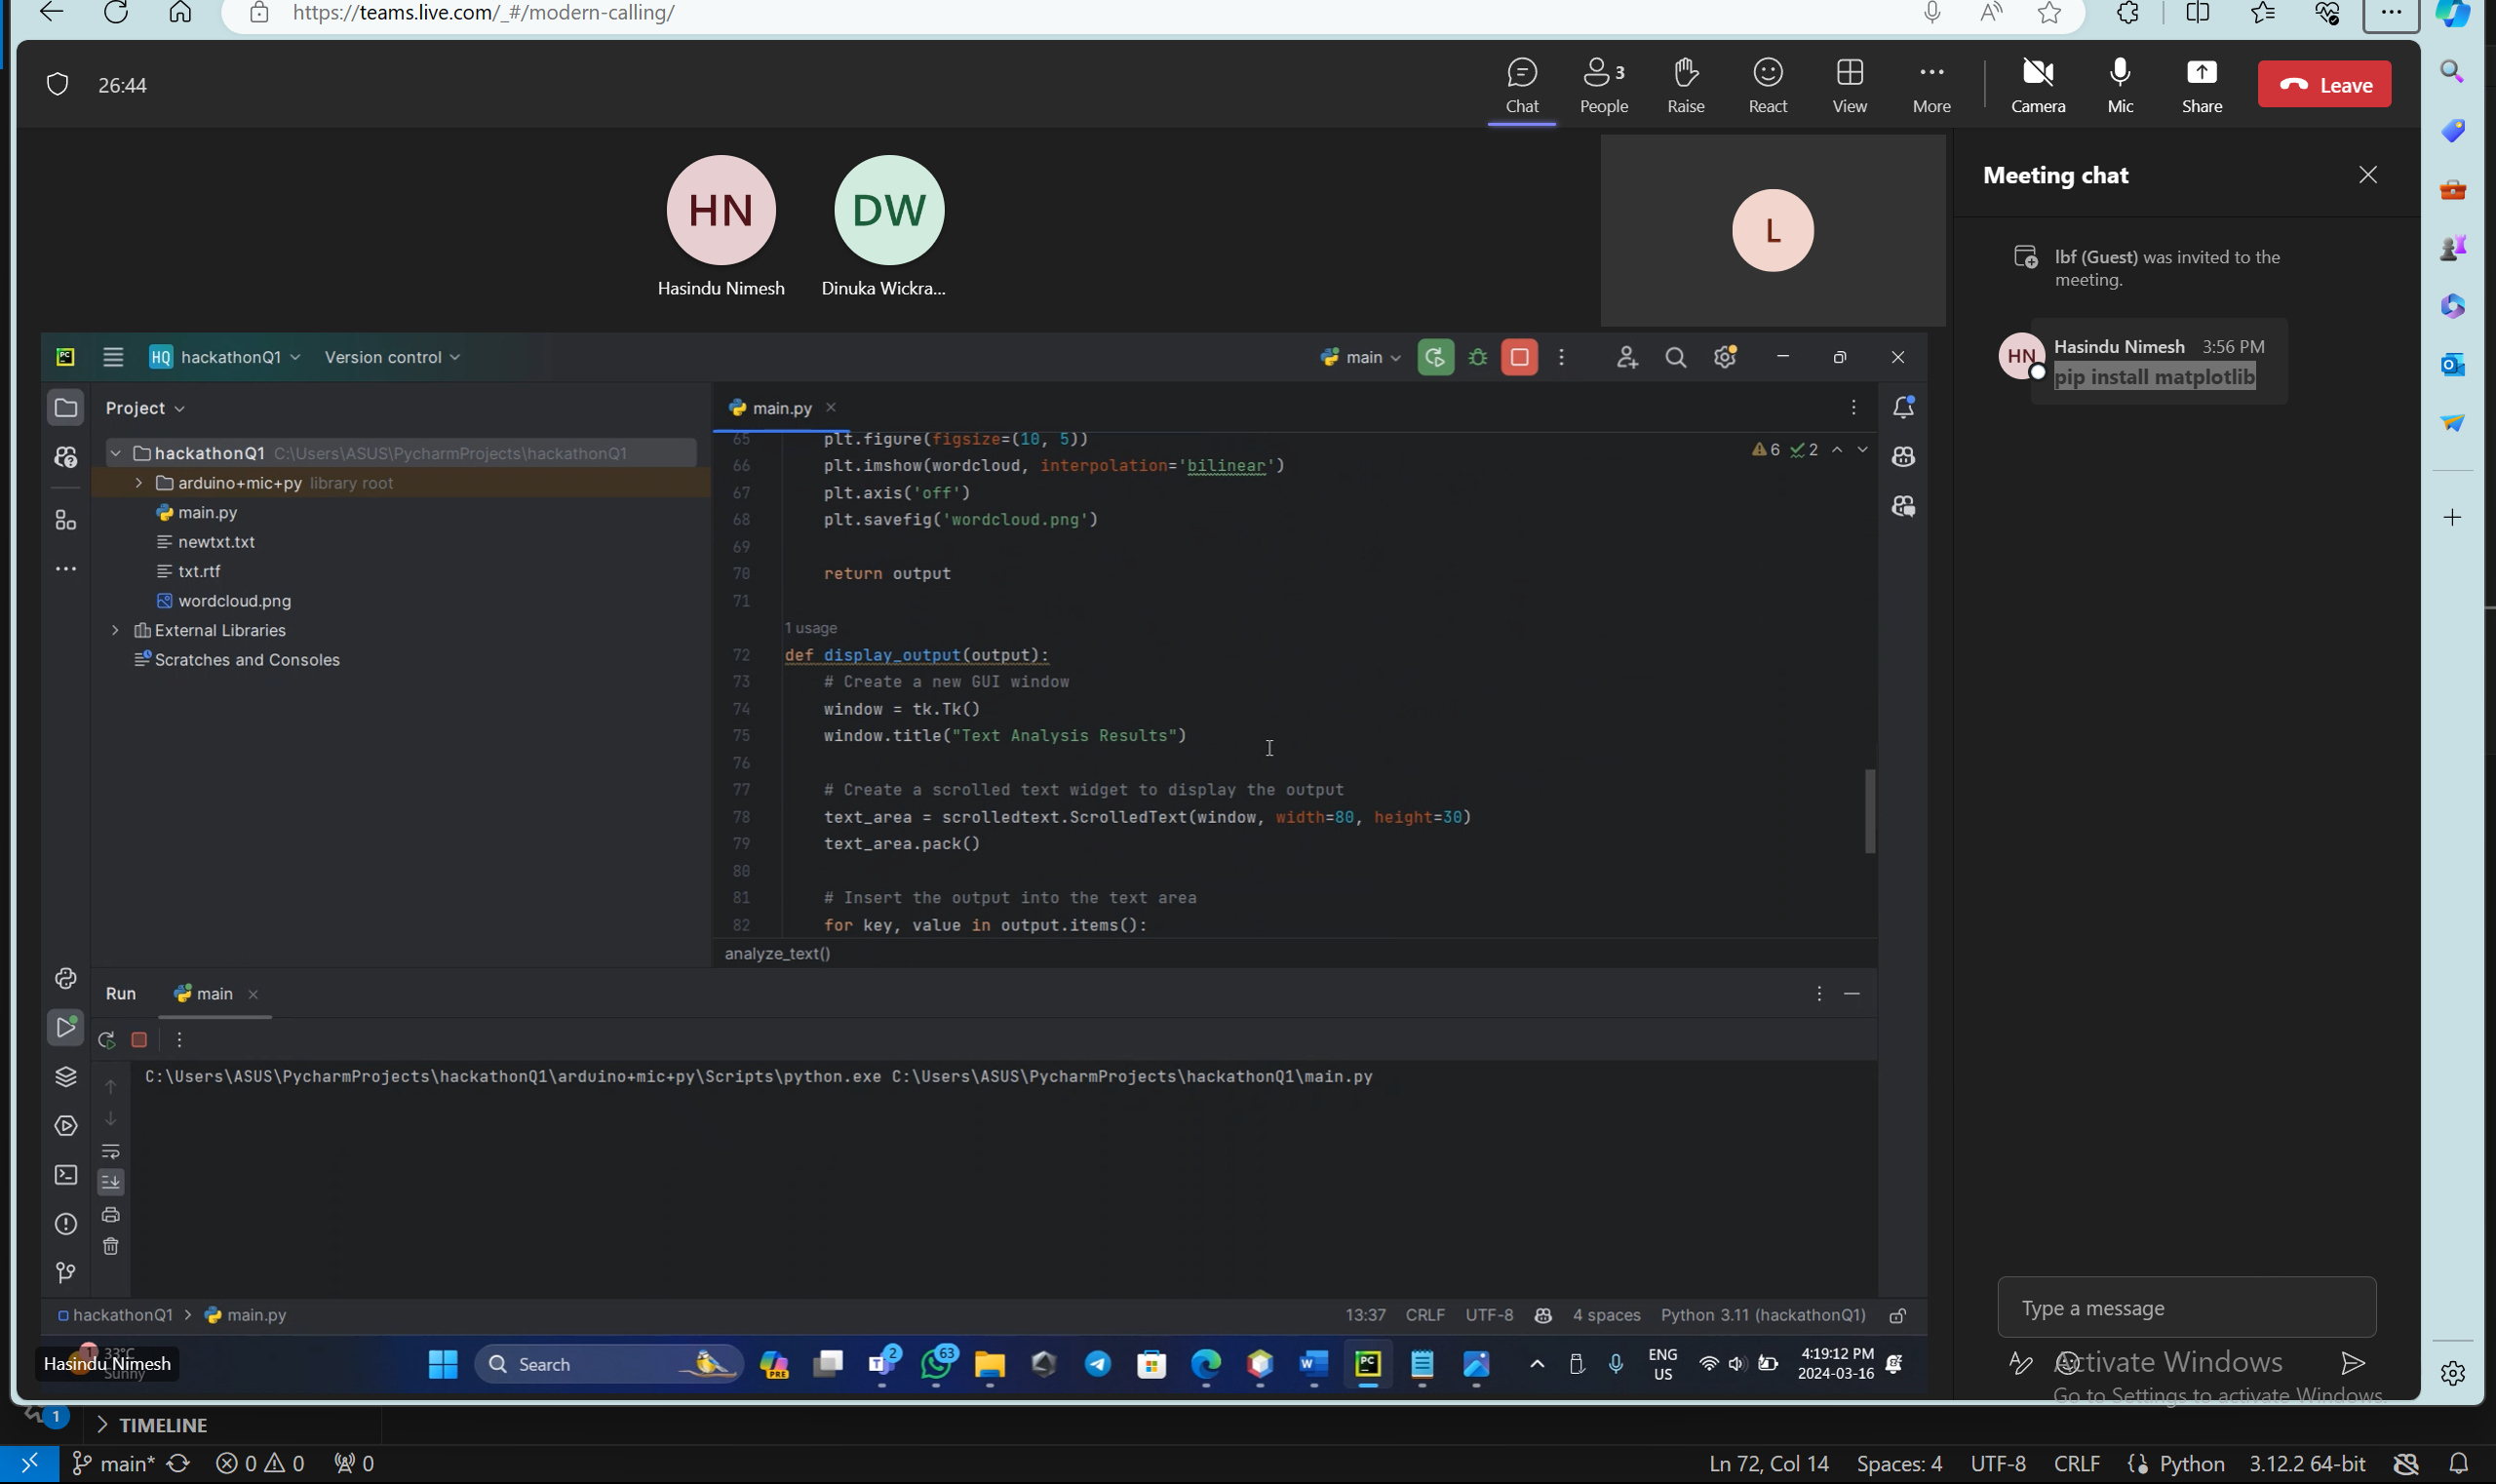 https://teams.live.com/_#/modern-calling/
26:44
Chat
People 3
Raise
React
View
More
Camera
Mic
Share
Leave
HN
DW
L
Hasindu Nimesh
Dinuka Wickra...
Meeting chat
lbf (Guest) was invited to the
meeting.
HN
Hasindu Nimesh 3:56 PM
pip install matplotlib
PC
HQ hackathonQ1 Version control
main
Project
main.py
hackathonQ1 C:\Users\ASUS\PycharmProjects\hackathonQ1
arduino+mic+py library root
main.py
newtxt.txt
txt.rtf
wordcloud.png
External Libraries
Scratches and Consoles
6 2
65 plt.figure(figsize=(10, 5))
66 plt.imshow(wordcloud, interpolation='bilinear')
67 plt.axis('off')
68 plt.savefig('wordcloud.png')
69
70 return output
71
1 usage
72 def display_output(output):
73 # Create a new GUI window
74 window = tk.Tk()
75 window.title("Text Analysis Results")
76
77 # Create a scrolled text widget to display the output
78 text_area = scrolledtext.ScrolledText(window, width=80, height=30)
79 text_area.pack()
80
81 # Insert the output into the text area
82 for key, value in output.items():
analyze_text()
Run main
C:\Users\ASUS\PycharmProjects\hackathonQ1\arduino+mic+py\Scripts\python.exe C:\Users\ASUS\PycharmProjects\hackathonQ1\main.py
hackathonQ1 > main.py
13:37 CRLF UTF-8 4 spaces Python 3.11 (hackathonQ1)
Type a message
1 33°C
Sunny
Hasindu Nimesh
Search
PRE
2
63
W
PC
ENG
US
4:19:12 PM
2024-03-16
Activate Windows
Go to Settings to activate Windows.
1
TIMELINE
main* 0 0 0
Ln 72, Col 14 Spaces: 4 UTF-8 CRLF Python 3.12.2 64-bit